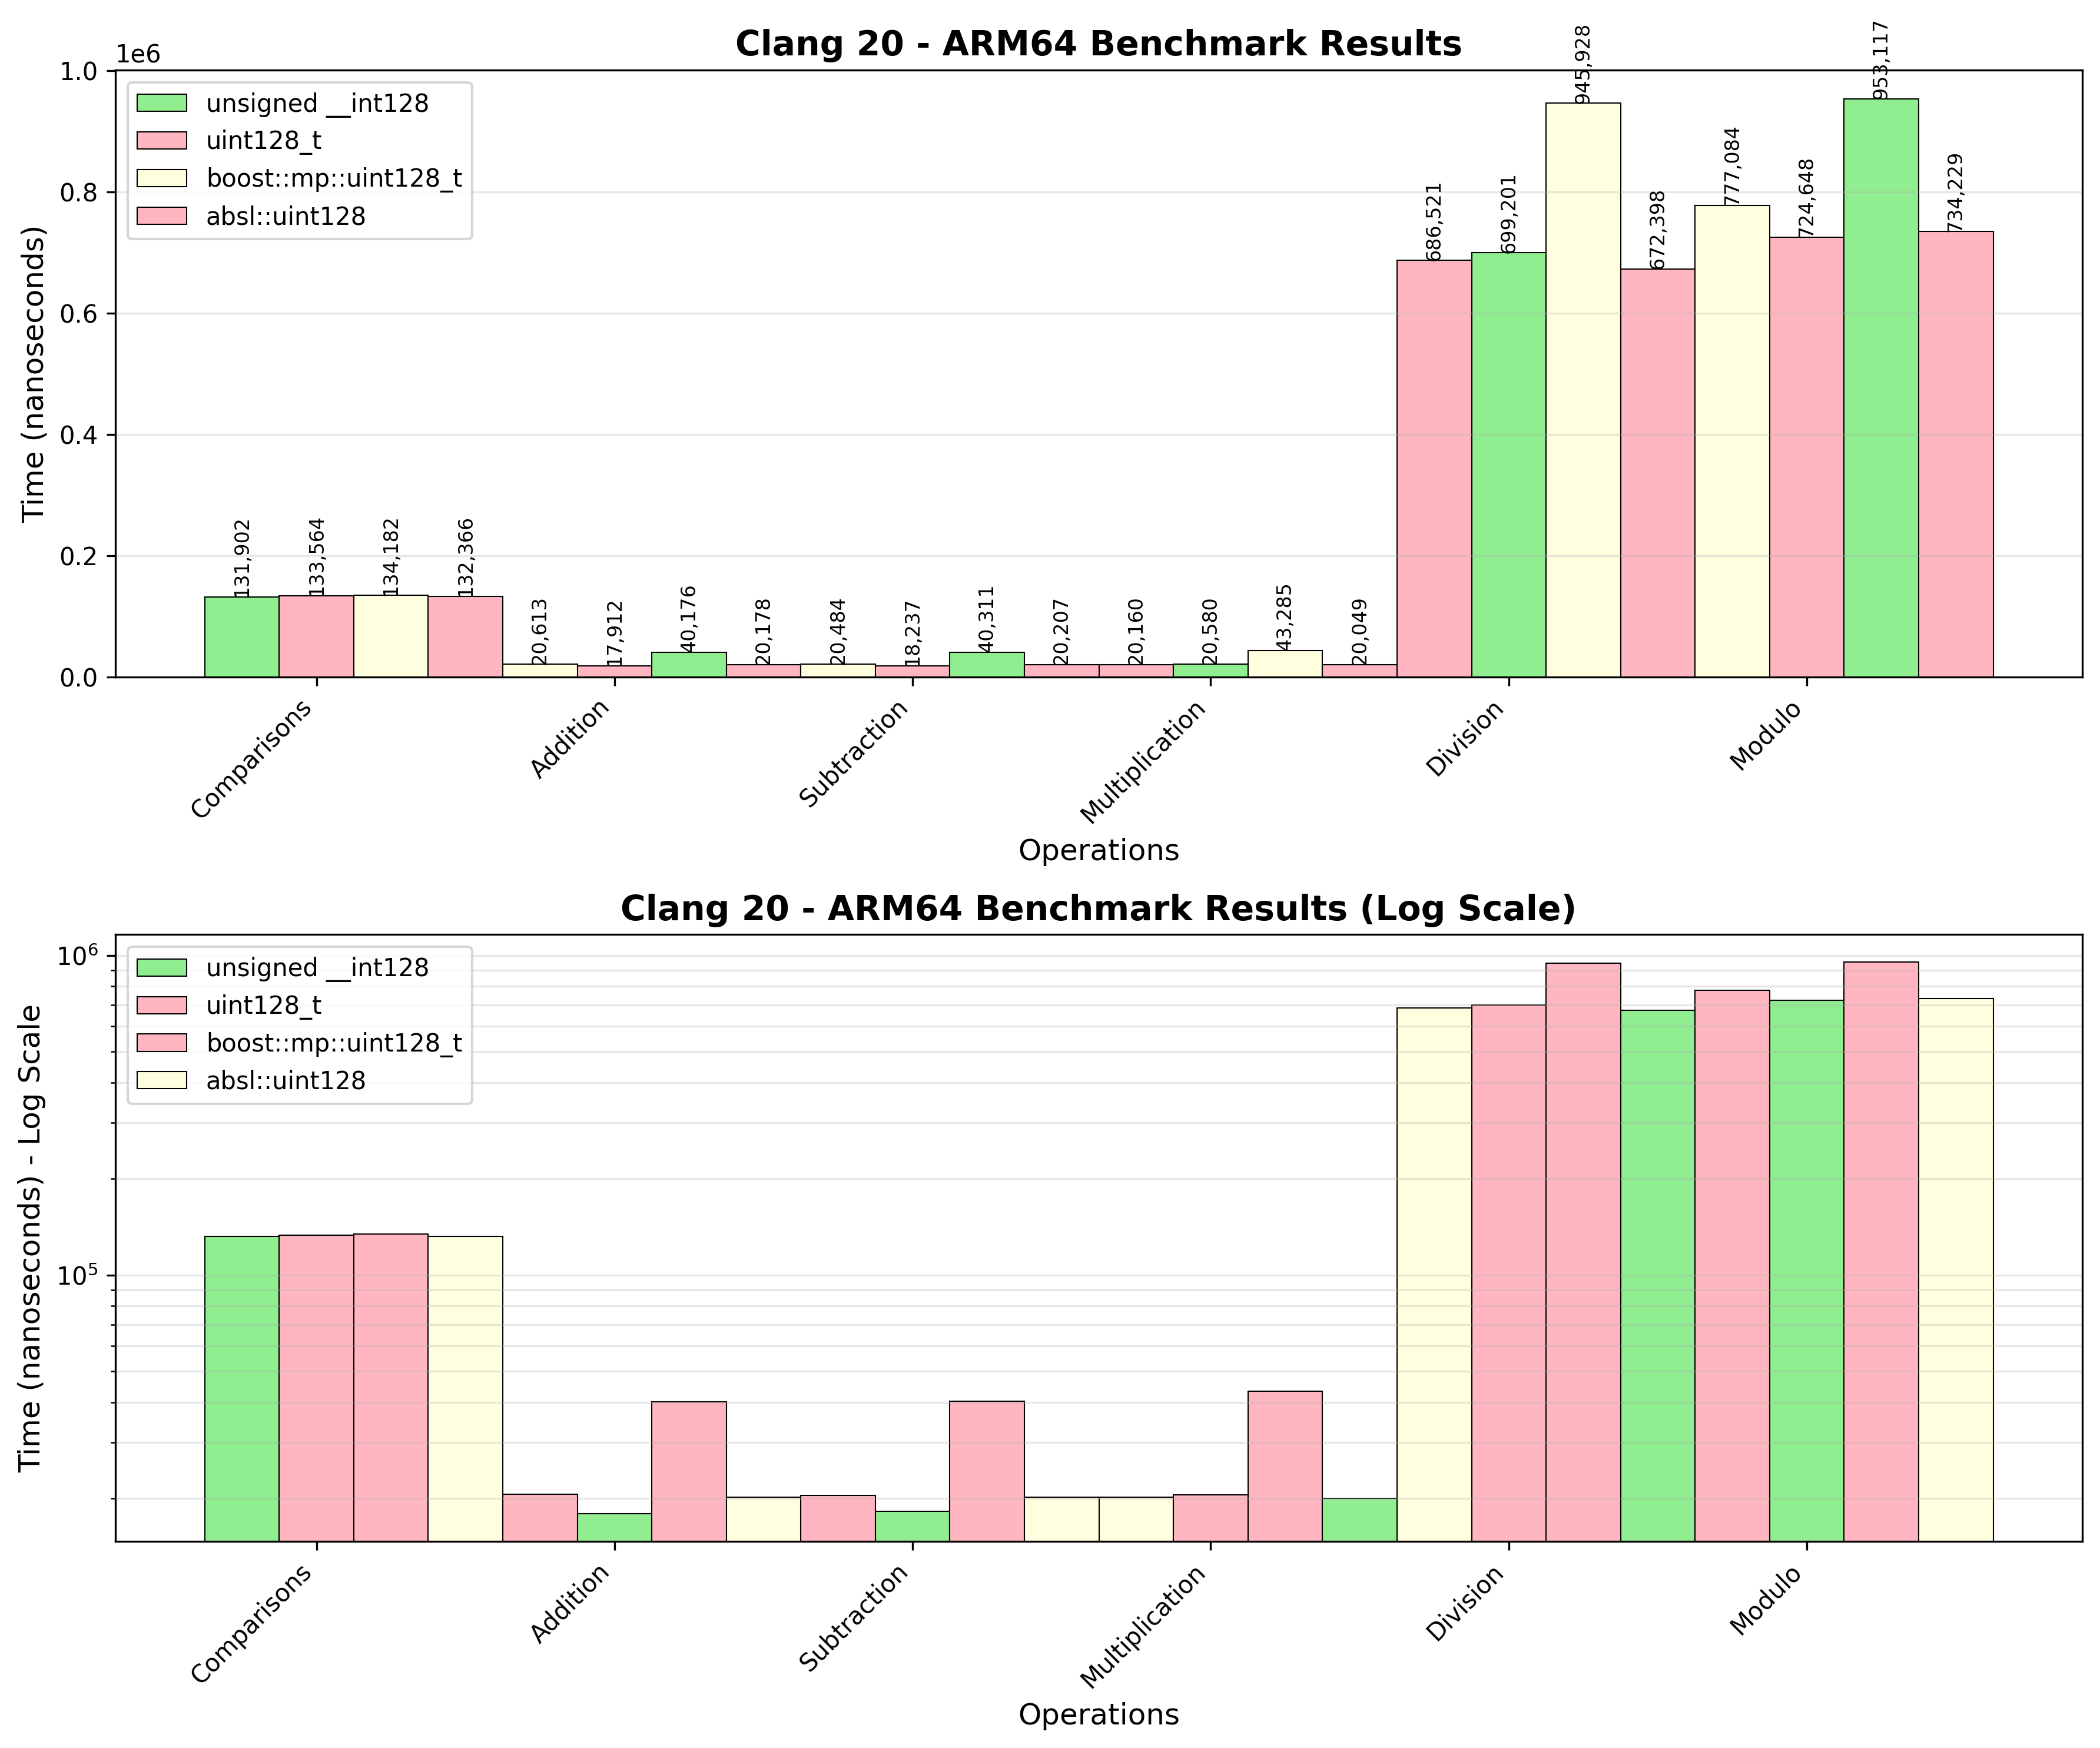 Clang 20 - ARM64 Benchmark Results
1e6
1.0
0.8
0.6
0.4
0.2
0.0
Time (nanoseconds)
unsigned __int128
uint128_t
boost::mp::uint128_t
absl::uint128
131,902
133,564
134,182
132,366
20,613
17,912
40,176
20,178
20,484
18,237
40,311
20,207
20,160
20,580
43,285
20,049
686,521
699,201
945,928
672,398
777,084
724,648
953,117
734,229
Comparisons
Addition
Subtraction
Multiplication
Division
Modulo
Operations
Clang 20 - ARM64 Benchmark Results (Log Scale)
10⁶
10⁵
Time (nanoseconds) - Log Scale
unsigned __int128
uint128_t
boost::mp::uint128_t
absl::uint128
Comparisons
Addition
Subtraction
Multiplication
Division
Modulo
Operations